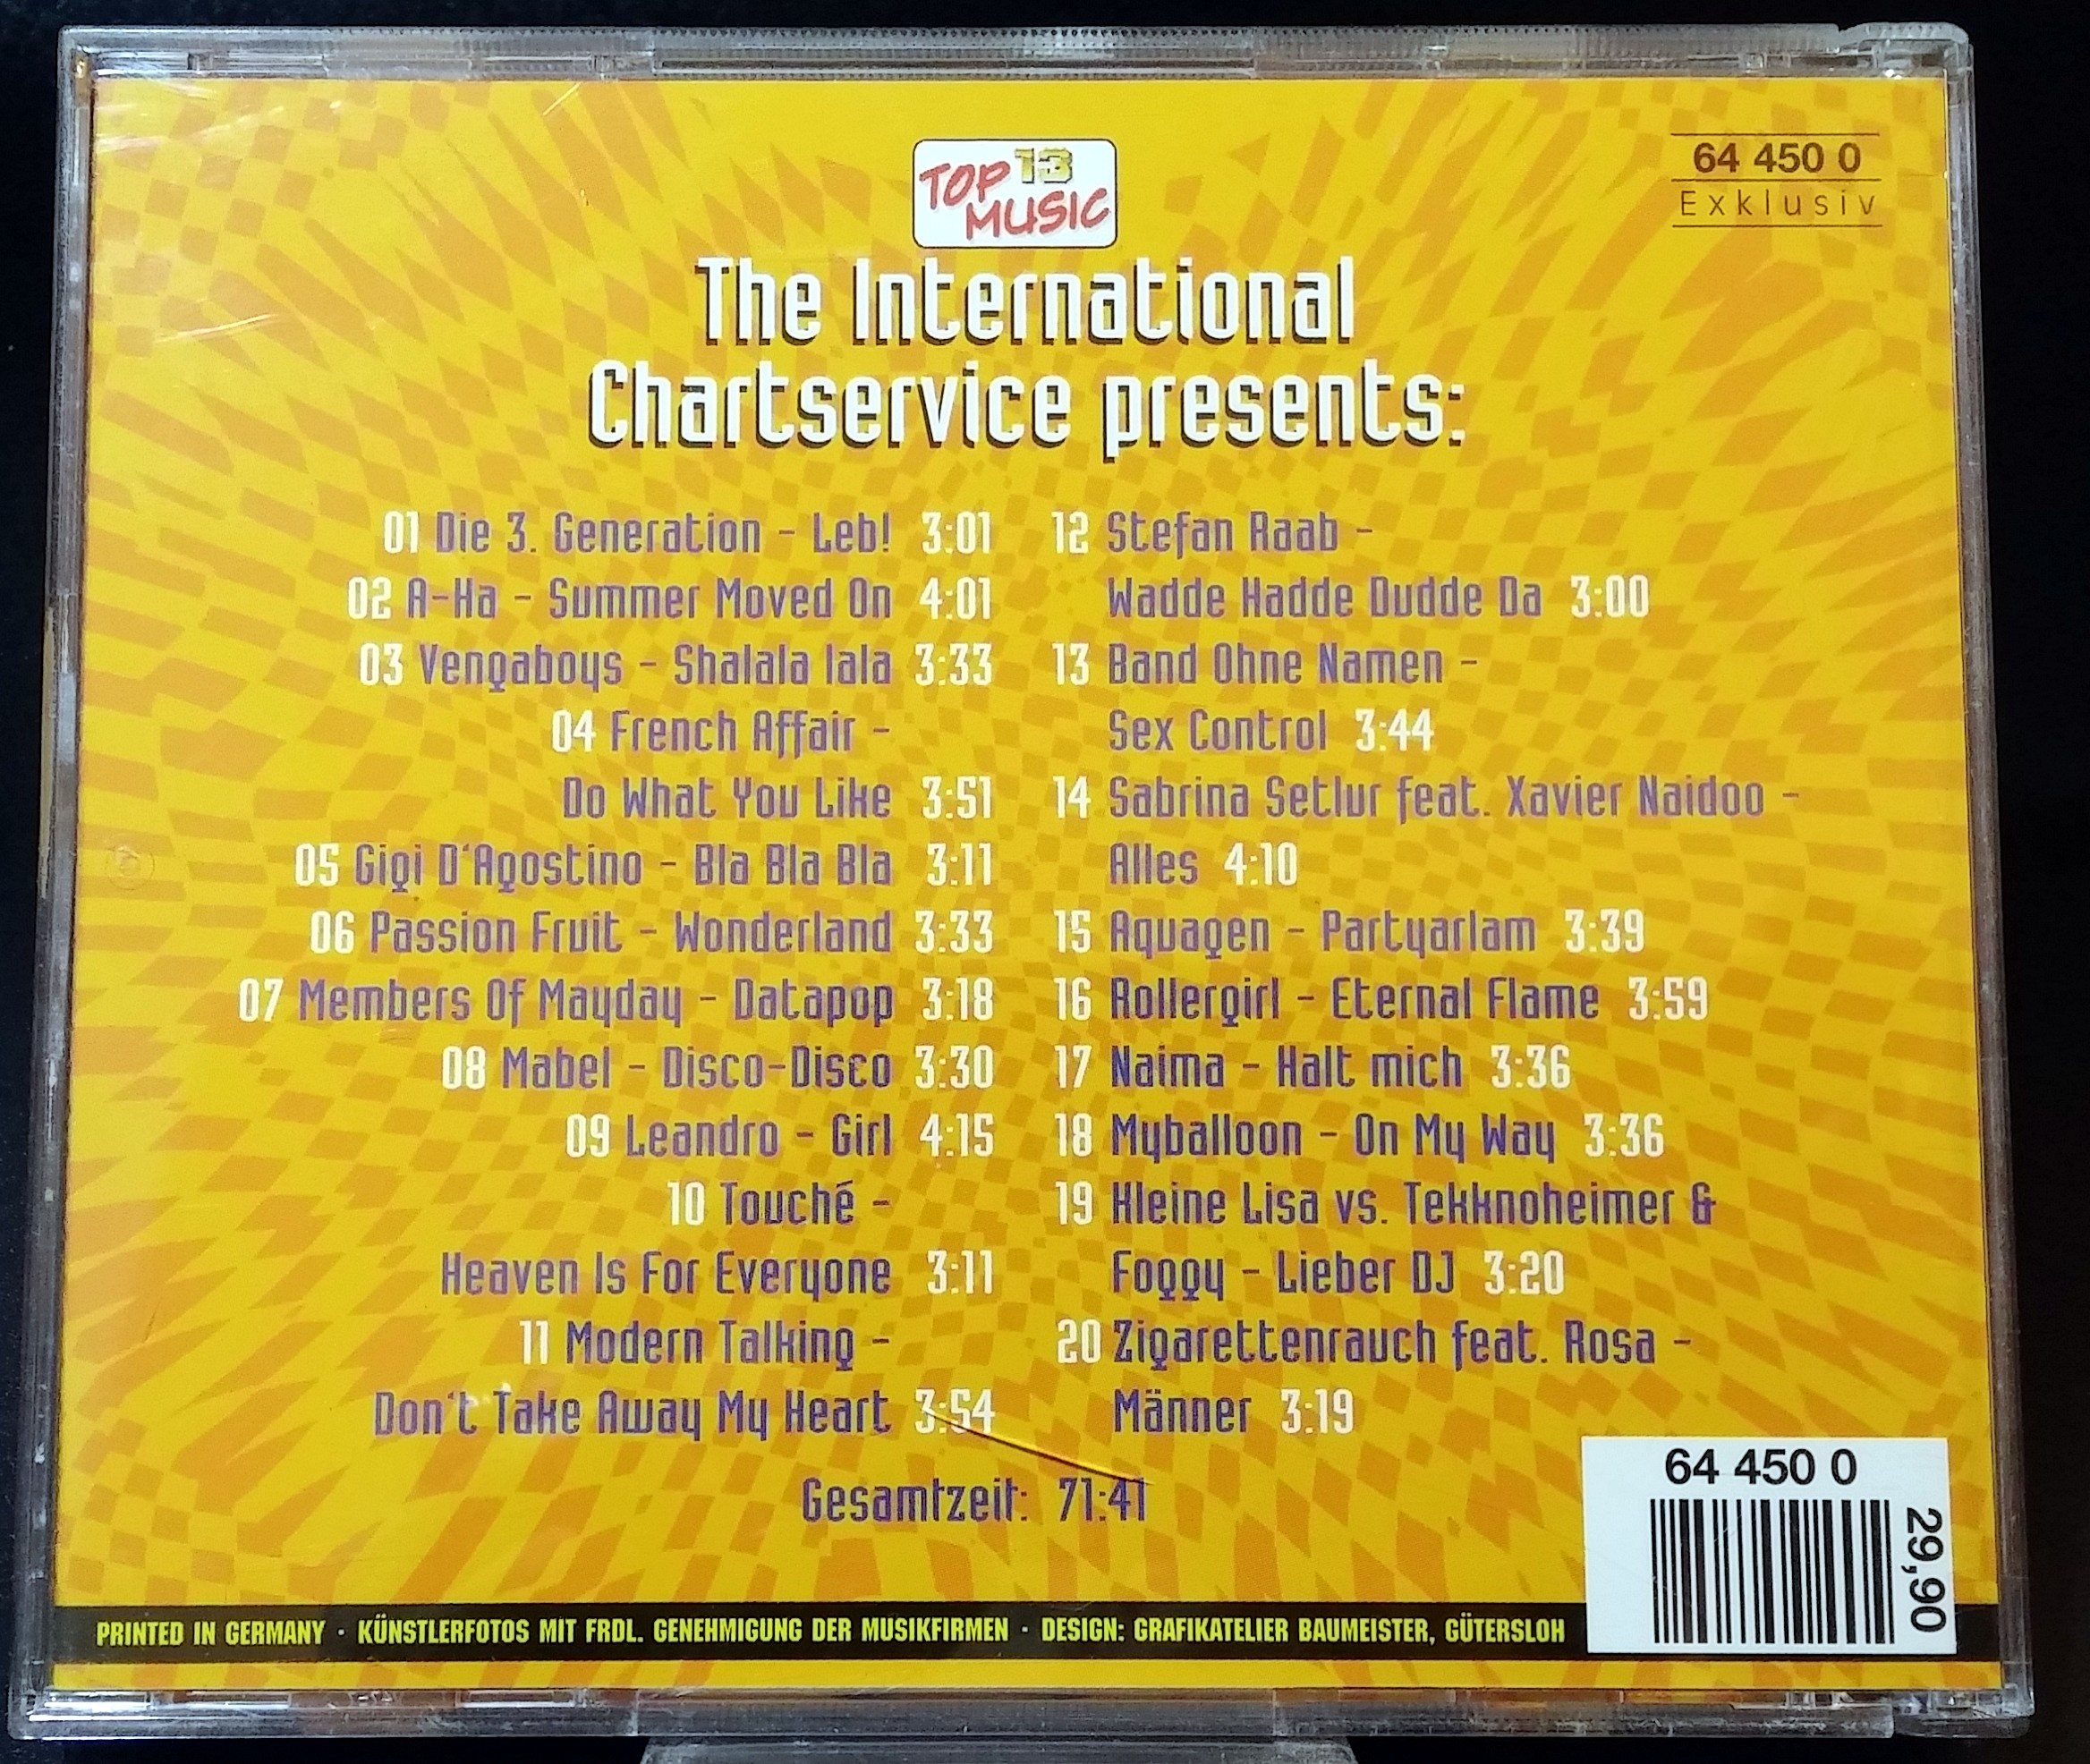 TOP 13
MUSIC
64 450 0
Exklusiv
The International
Chartservice presents:
01 Die 3. Generation - Leb! 3:01
02 A-Ha - Summer Moved On 4:01
03 Vengaboys - Shalala lala 3:33
04 French Affair -
Do What You Like 3:51
05 Gigi D'Agostino - Bla Bla Bla 3:11
06 Passion Fruit - Wonderland 3:33
07 Members Of Mayday - Datapop 3:18
08 Mabel - Disco-Disco 3:30
09 Leandro - Girl 4:15
10 Touché -
Heaven Is For Everyone 3:11
11 Modern Talking -
Don't Take Away My Heart 3:54
12 Stefan Raab -
Wadde Hadde Dudde Da 3:00
13 Band Ohne Namen -
Sex Control 3:44
14 Sabrina Setlur feat. Xavier Naidoo -
Alles 4:10
15 Aquagen - Partyarlam 3:39
16 Rollergirl - Eternal Flame 3:59
17 Naima - Halt mich 3:36
18 Myballoon - On My Way 3:36
19 Kleine Lisa vs. Tekknoheimer &
Foggy - Lieber DJ 3:20
20 Zigarettenrauch feat. Rosa -
Männer 3:19
Gesamtzeit: 71:41
64 450 0
29,90
PRINTED IN GERMANY · KÜNSTLERFOTOS MIT FRDL. GENEHMIGUNG DER MUSIKFIRMEN · DESIGN: GRAFIKATELIER BAUMEISTER, GÜTERSLOH